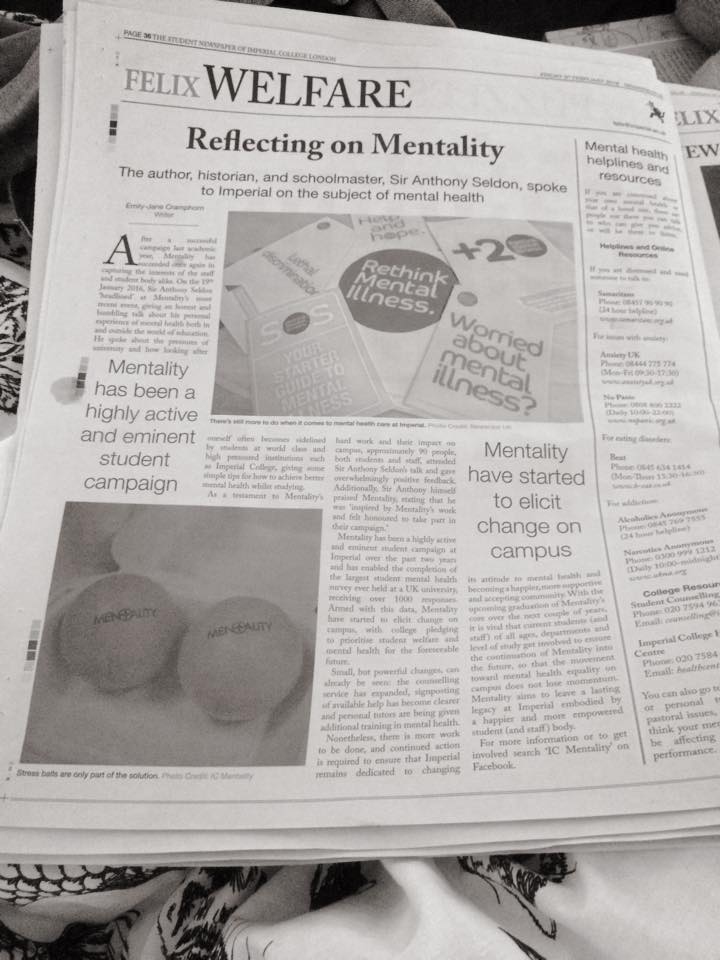 PAGE 36 THE STUDENT NEWSPAPER OF IMPERIAL COLLEGE LONDON
FELIX WELFARE
Reflecting on Mentality
The author, historian, and schoolmaster, Sir Anthony Seldon, spoke
to Imperial on the subject of mental health
Emily-Jane Cramphorn
Writer
After a successful
campaign last academic
year, Mentality has
succeeded once again in
capturing the interests of the staff
and student body alike. On the 19th
January 2016, Sir Anthony Seldon
'headlined' at Mentality's most
recent event, giving an honest and
humbling talk about his personal
experience of mental health both in
and outside the world of education.
He spoke about the pressures of
university and how looking after
Mentality
has been a
highly active
and eminent
student
campaign
Help
and hope.
+20
Lethal
discrimination
Rethink
Mental
Illness.
SOS
YOUR
STARTER
GUIDE TO
MENTAL
ILLNESS
Worried
about
mental
illness?
There's still more to do when it comes to mental health care at Imperial. Photo Credit:
oneself often becomes sidelined
by students at world class and
high pressured institutions such
as Imperial College, giving some
simple tips for how to achieve better
mental health whilst studying.
As a testament to Mentality's
MENTALITY
MENTALITY
Stress balls are only part of the solution. Photo Credit: IC Mentality
hard work and their impact on
campus, approximately 90 people,
both students and staff, attended
Sir Anthony Seldon's talk and gave
overwhelmingly positive feedback.
Additionally, Sir Anthony himself
praised Mentality, stating that he
was 'inspired by Mentality's work
and felt honoured to take part in
their campaign.'
Mentality has been a highly active
and eminent student campaign at
Imperial over the past two years
and has enabled the completion of
the largest student mental health
survey ever held at a UK university,
receiving over 1000 responses.
Armed with this data, Mentality
have started to elicit change on
campus, with college pledging
to prioritise student welfare and
mental health for the foreseeable
future.
Small, but powerful changes, can
already be seen: the counselling
service has expanded, signposting
of available help has become clearer
and personal tutors are being given
additional training in mental health.
Nonetheless, there is more work
to be done, and continued action
is required to ensure that Imperial
remains dedicated to changing
Mentality
have started
to elicit
change on
campus
its attitude to mental health and
becoming a happier, more supportive
and accepting community. With the
upcoming graduation of Mentality's
core over the next couple of years,
it is vital that current students (and
staff) of all ages, departments and
level of study get involved to ensure
the continuation of Mentality into
the future, so that the movement
toward mental health equality on
campus does not lose momentum.
Mentality aims to leave a lasting
legacy at Imperial embodied by
a happier and more empowered
student (and staff) body.
For more information or to get
involved search 'IC Mentality' on
Facebook.
Mental health
helplines and
resources
If you are concerned about
your own mental health or
that of a loved one, there are
people out there you can talk
to who can give you advice,
or will be there to listen.
Helplines and Online
Resources
If you are distressed and need
someone to talk to:
Samaritans
Phone: 08457 90 90 90
(24 hour helpline)
www.samaritans.org.uk
For issues with anxiety:
Anxiety UK
Phone: 08444 775 774
(Mon-Fri 09:30-17:30)
www.anxietyuk.org.uk
No Panic
Phone: 0808 800 2222
(Daily 10:00-22:00)
www.nopanic.org.uk
For eating disorders:
Beat
Phone: 0845 634 1414
(Mon-Thurs 13:30-16:30)
www.b-eat.co.uk
For addiction:
Alcoholics Anonymous
Phone: 0845 769 7555
(24 hour helpline)
Narcotics Anonymous
Phone: 0300 999 1212
(Daily 10:00-midnight)
www.ukna.org
College Resour
Student Counselling
Phone: 020 7594 96
Email: counselling@
Imperial College H
Centre
Phone: 020 7584
Email: healthcent
You can also go t
or personal t
pastoral issues,
think your me
be affecting
performance.
ELIX
EW